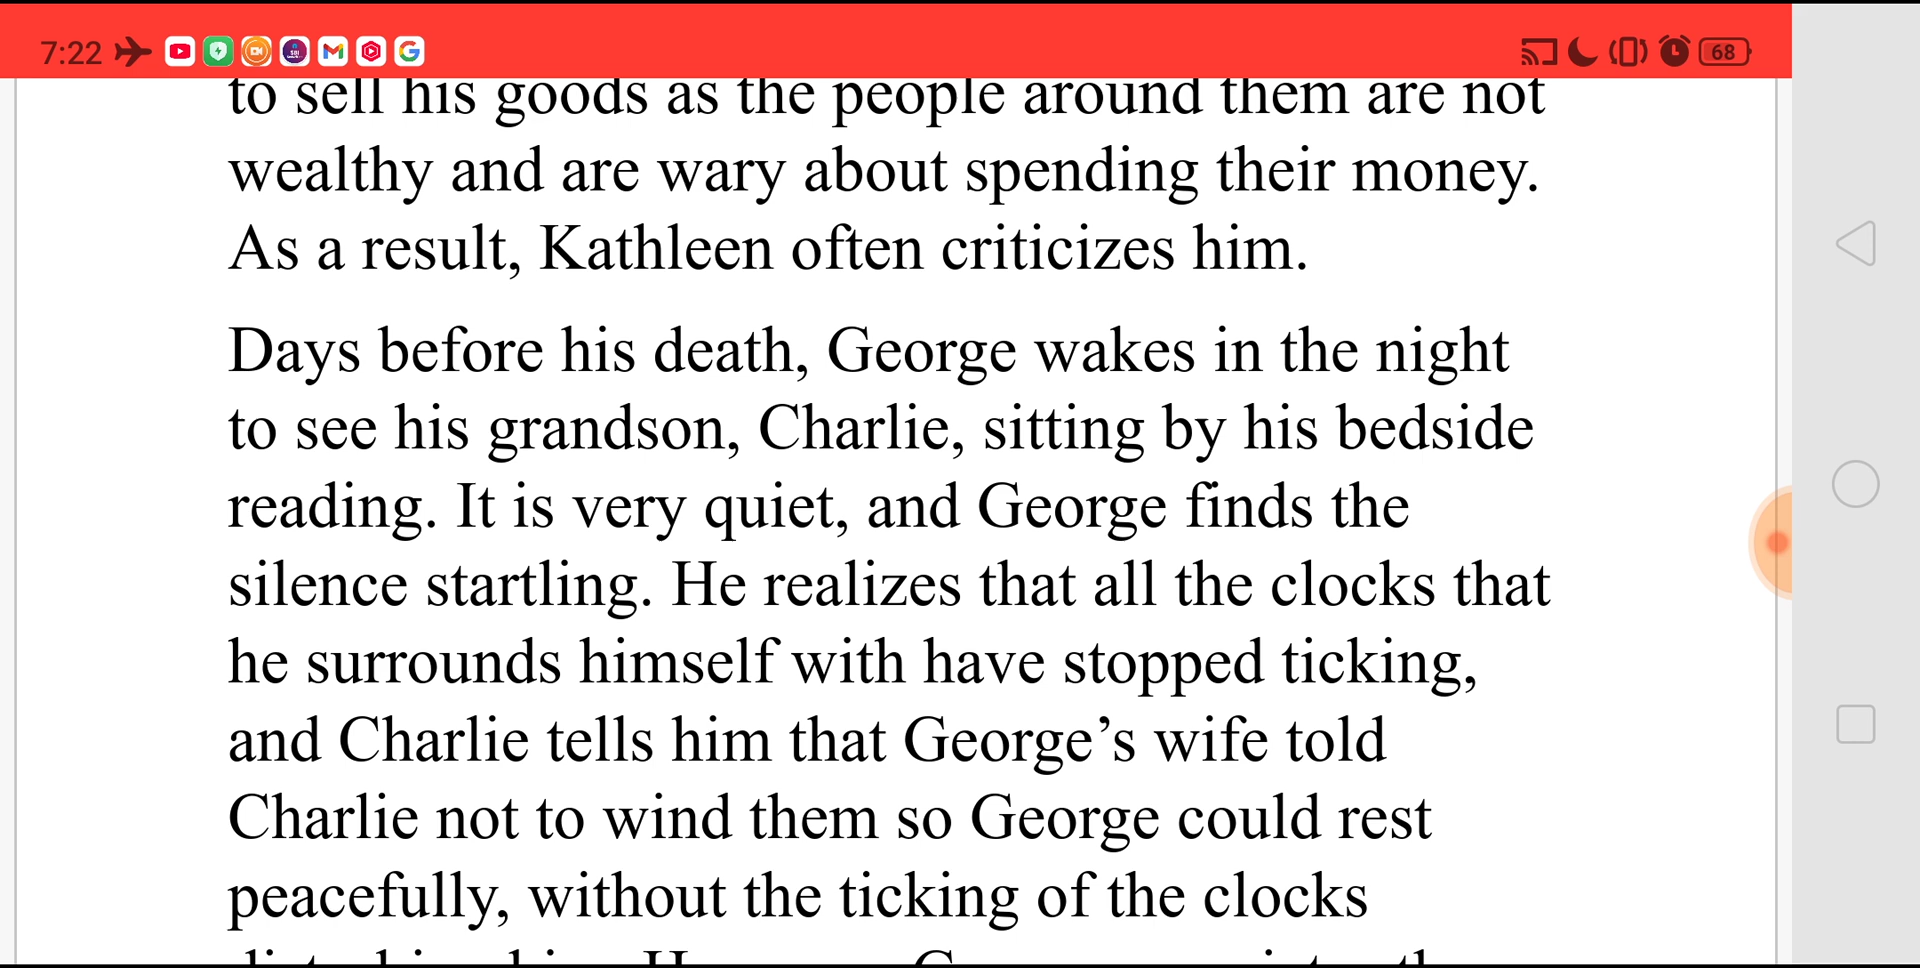 7:22
68
to sell his goods as the people around them are not
wealthy and are wary about spending their money.
As a result, Kathleen often criticizes him.
Days before his death, George wakes in the night
to see his grandson, Charlie, sitting by his bedside
reading. It is very quiet, and George finds the
silence startling. He realizes that all the clocks that
he surrounds himself with have stopped ticking,
and Charlie tells him that George’s wife told
Charlie not to wind them so George could rest
peacefully, without the ticking of the clocks